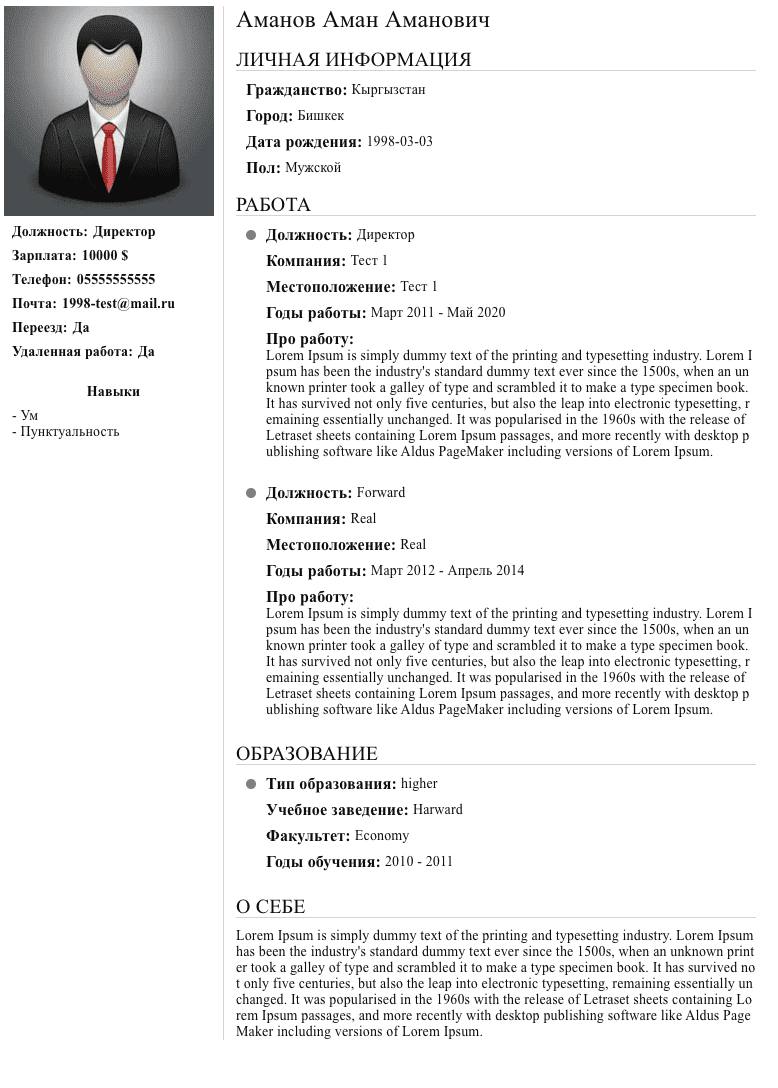 Должность: Директор
Зарплата: 10000 $
Телефон: 05555555555
Почта: 1998-test@mail.ru
Переезд: Да
Удаленная работа: Да
Навыки
- Ум
- Пунктуальность
Аманов Аман Аманович
ЛИЧНАЯ ИНФОРМАЦИЯ
Гражданство: Кыргызстан
Город: Бишкек
Дата рождения: 1998-03-03
Пол: Мужской
РАБОТА
Должность: Директор
Компания: Тест 1
Местоположение: Тест 1
Годы работы: Март 2011 - Май 2020
Про работу:
Lorem Ipsum is simply dummy text of the printing and typesetting industry. Lorem I
psum has been the industry's standard dummy text ever since the 1500s, when an un
known printer took a galley of type and scrambled it to make a type specimen book.
It has survived not only five centuries, but also the leap into electronic typesetting, r
emaining essentially unchanged. It was popularised in the 1960s with the release of
Letraset sheets containing Lorem Ipsum passages, and more recently with desktop p
ublishing software like Aldus PageMaker including versions of Lorem Ipsum.
Должность: Forward
Компания: Real
Местоположение: Real
Годы работы: Март 2012 - Апрель 2014
Про работу:
Lorem Ipsum is simply dummy text of the printing and typesetting industry. Lorem I
psum has been the industry's standard dummy text ever since the 1500s, when an un
known printer took a galley of type and scrambled it to make a type specimen book.
It has survived not only five centuries, but also the leap into electronic typesetting, r
emaining essentially unchanged. It was popularised in the 1960s with the release of
Letraset sheets containing Lorem Ipsum passages, and more recently with desktop p
ublishing software like Aldus PageMaker including versions of Lorem Ipsum.
ОБРАЗОВАНИЕ
Тип образования: higher
Учебное заведение: Harward
Факультет: Economy
Годы обучения: 2010 - 2011
О СЕБЕ
Lorem Ipsum is simply dummy text of the printing and typesetting industry. Lorem Ipsum
has been the industry's standard dummy text ever since the 1500s, when an unknown print
er took a galley of type and scrambled it to make a type specimen book. It has survived no
t only five centuries, but also the leap into electronic typesetting, remaining essentially un
changed. It was popularised in the 1960s with the release of Letraset sheets containing Lo
rem Ipsum passages, and more recently with desktop publishing software like Aldus Page
Maker including versions of Lorem Ipsum.